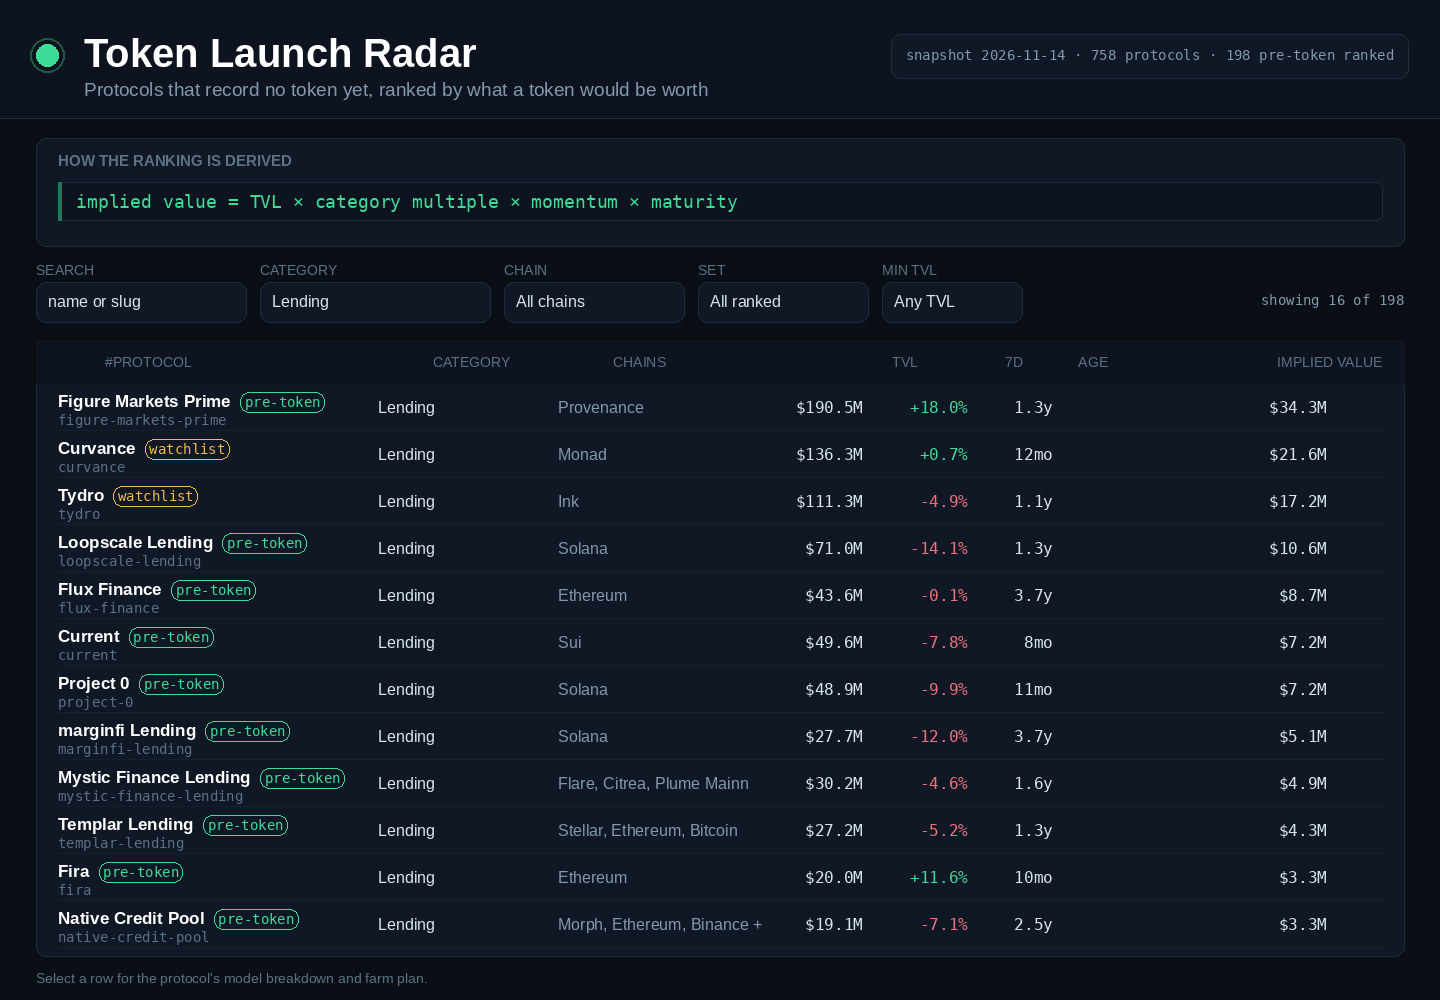 Token Launch Radar
Protocols that record no token yet, ranked by what a token would be worth
snapshot 2026-11-14 · 758 protocols · 198 pre-token ranked
HOW THE RANKING IS DERIVED
implied value = TVL × category multiple × momentum × maturity
SEARCH CATEGORY CHAIN SET MIN TVL
name or slug Lending All chains All ranked Any TVL showing 16 of 198
#PROTOCOL CATEGORY CHAINS TVL 7D AGE IMPLIED VALUE
Figure Markets Prime pre-token Lending Provenance $190.5M +18.0% 1.3y $34.3M
figure-markets-prime
Curvance watchlist Lending Monad $136.3M +0.7% 12mo $21.6M
curvance
Tydro watchlist Lending Ink $111.3M -4.9% 1.1y $17.2M
tydro
Loopscale Lending pre-token Lending Solana $71.0M -14.1% 1.3y $10.6M
loopscale-lending
Flux Finance pre-token Lending Ethereum $43.6M -0.1% 3.7y $8.7M
flux-finance
Current pre-token Lending Sui $49.6M -7.8% 8mo $7.2M
current
Project 0 pre-token Lending Solana $48.9M -9.9% 11mo $7.2M
project-0
marginfi Lending pre-token Lending Solana $27.7M -12.0% 3.7y $5.1M
marginfi-lending
Mystic Finance Lending pre-token Lending Flare, Citrea, Plume Mainn $30.2M -4.6% 1.6y $4.9M
mystic-finance-lending
Templar Lending pre-token Lending Stellar, Ethereum, Bitcoin $27.2M -5.2% 1.3y $4.3M
templar-lending
Fira pre-token Lending Ethereum $20.0M +11.6% 10mo $3.3M
fira
Native Credit Pool pre-token Lending Morph, Ethereum, Binance + $19.1M -7.1% 2.5y $3.3M
native-credit-pool
Select a row for the protocol's model breakdown and farm plan.